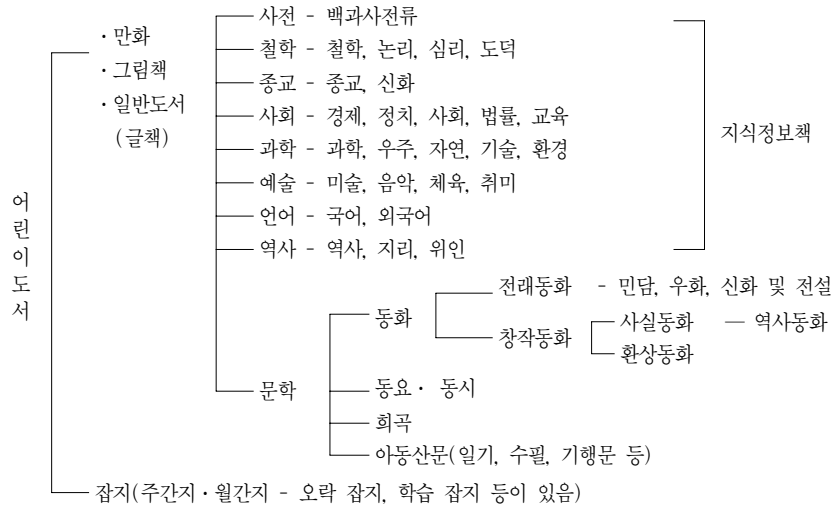 사전 - 백과사전류
· 만화
철학 - 철학, 논리, 심리, 도덕
· 그림책
종교 - 종교, 신화
· 일반도서
(글책)
사회 - 경제, 정치, 사회, 법률, 교육
과학 - 과학, 우주, 자연, 기술, 환경
지식정보책
예술 - 미술, 음악, 체육, 취미
언어 - 국어, 외국어
역사 - 역사, 지리, 위인
어린이도서
전래동화 - 민담, 우화, 신화 및 전설
동화
창작동화
사실동화 — 역사동화
환상동화
문학
동요 · 동시
희곡
아동산문(일기, 수필, 기행문 등)
잡지(주간지 · 월간지 - 오락 잡지, 학습 잡지 등이 있음)